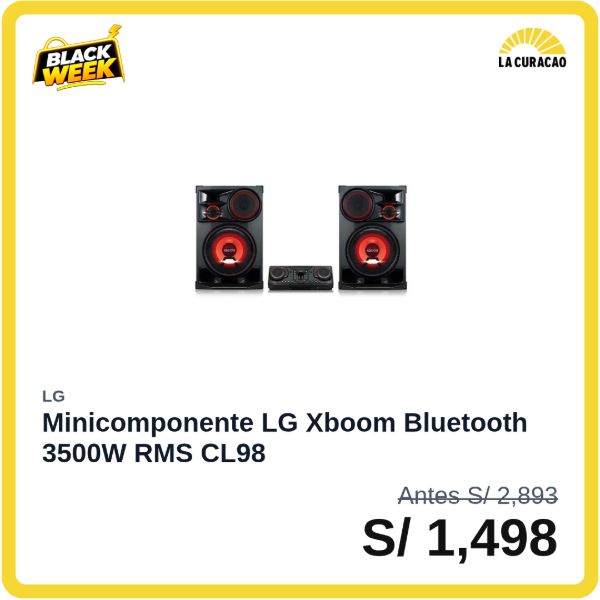 BLACK
WEEK
LA CURACAO
LG
Minicomponente LG Xboom Bluetooth
3500W RMS CL98
Antes S/ 2,893
S/ 1,498